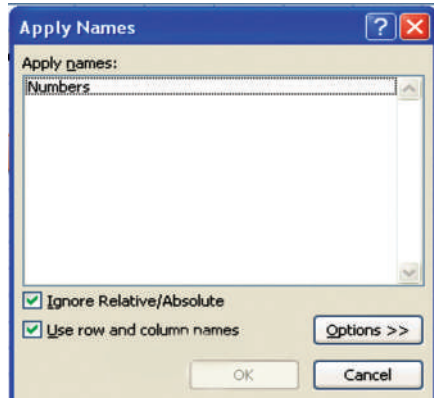 Apply Names
Apply names:
Numbers
Ignore Relative/Absolute
Use row and column names
Options >>
OK
Cancel